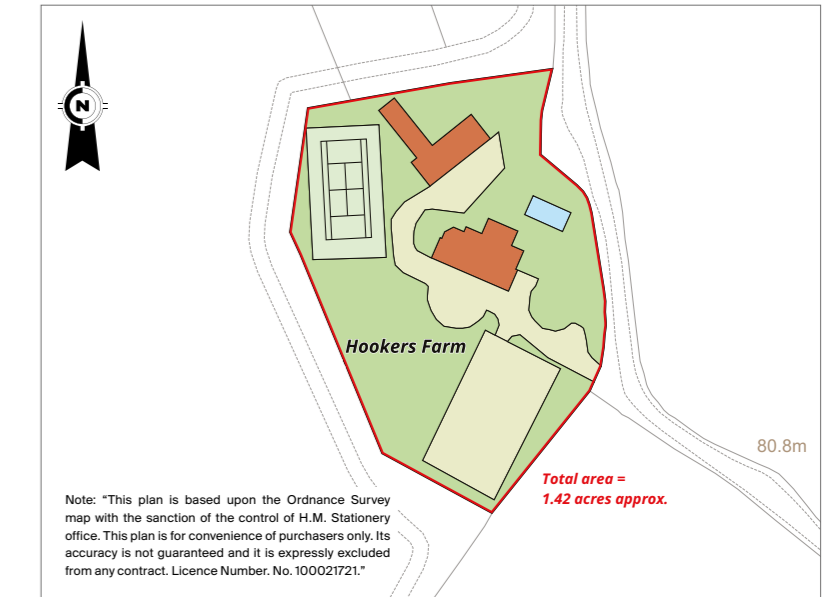 N
Hookers Farm
80.8m
Total area =
1.42 acres approx.
Note: “This plan is based upon the Ordnance Survey
map with the sanction of the control of H.M. Stationery
office. This plan is for convenience of purchasers only. Its
accuracy is not guaranteed and it is expressly excluded
from any contract. Licence Number. No. 100021721.”